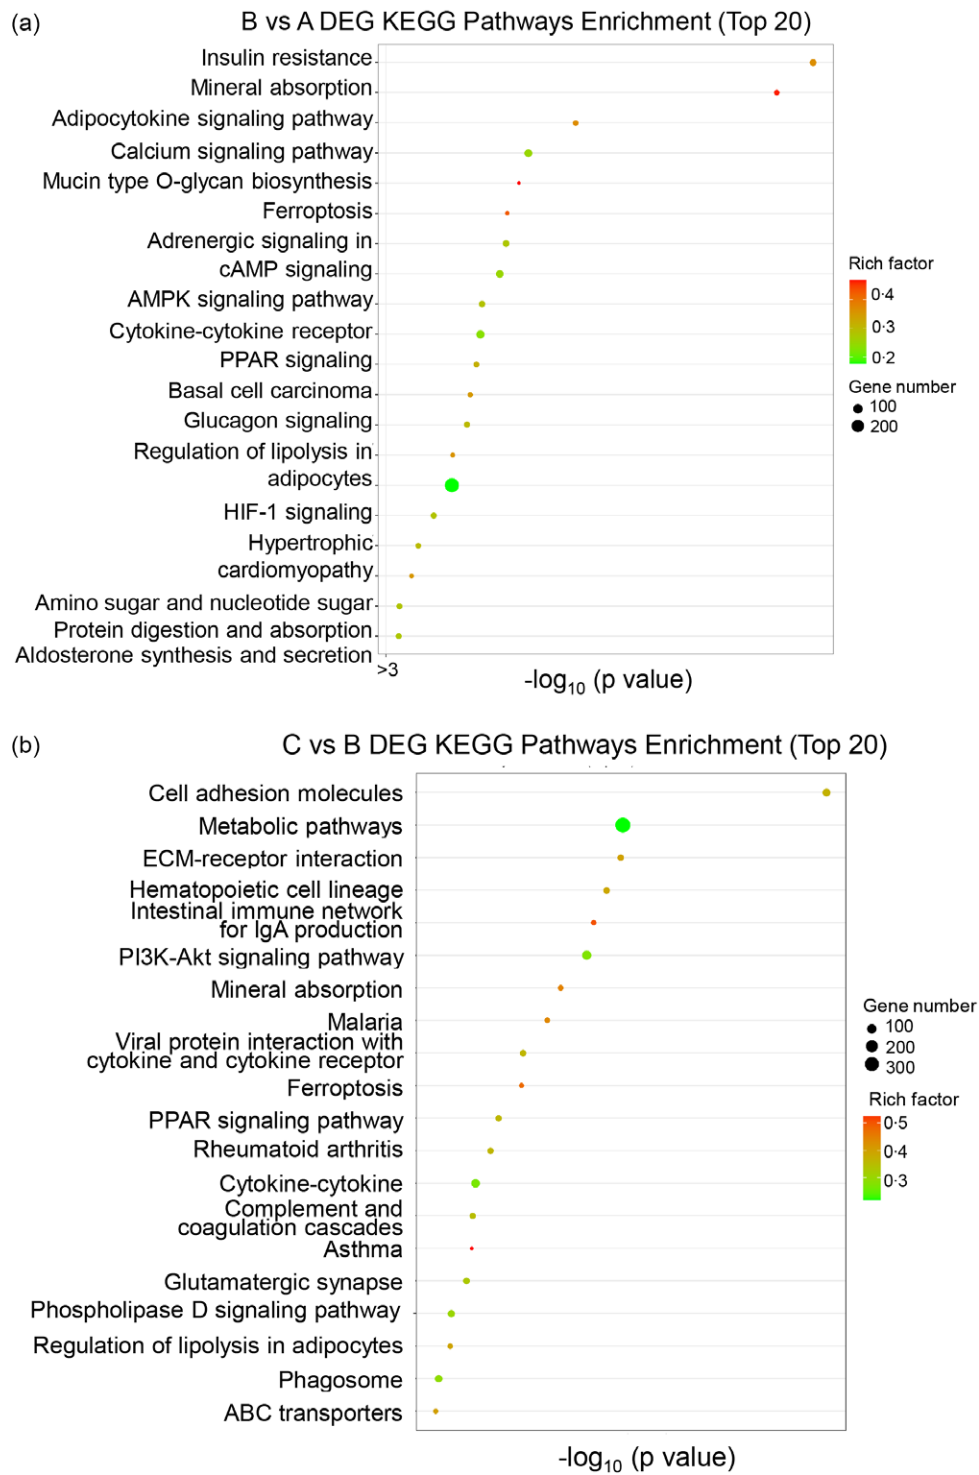 (a)
B vs A DEG KEGG Pathways Enrichment (Top 20)
Insulin resistance
Mineral absorption
Adipocytokine signaling pathway
Calcium signaling pathway
Mucin type O-glycan biosynthesis
Ferroptosis
Adrenergic signaling in
cAMP signaling
AMPK signaling pathway
Cytokine-cytokine receptor
PPAR signaling
Basal cell carcinoma
Glucagon signaling
Regulation of lipolysis in
adipocytes
HIF-1 signaling
Hypertrophic
cardiomyopathy
Amino sugar and nucleotide sugar
Protein digestion and absorption
Aldosterone synthesis and secretion
>3
-log10 (p value)
Rich factor
0·4
0·3
0·2
Gene number
100
200
(b)
C vs B DEG KEGG Pathways Enrichment (Top 20)
Cell adhesion molecules
Metabolic pathways
ECM-receptor interaction
Hematopoietic cell lineage
Intestinal immune network
for IgA production
PI3K-Akt signaling pathway
Mineral absorption
Malaria
Viral protein interaction with
cytokine and cytokine receptor
Ferroptosis
PPAR signaling pathway
Rheumatoid arthritis
Cytokine-cytokine
Complement and
coagulation cascades
Asthma
Glutamatergic synapse
Phospholipase D signaling pathway
Regulation of lipolysis in adipocytes
Phagosome
ABC transporters
-log10 (p value)
Gene number
100
200
300
Rich factor
0·5
0·4
0·3